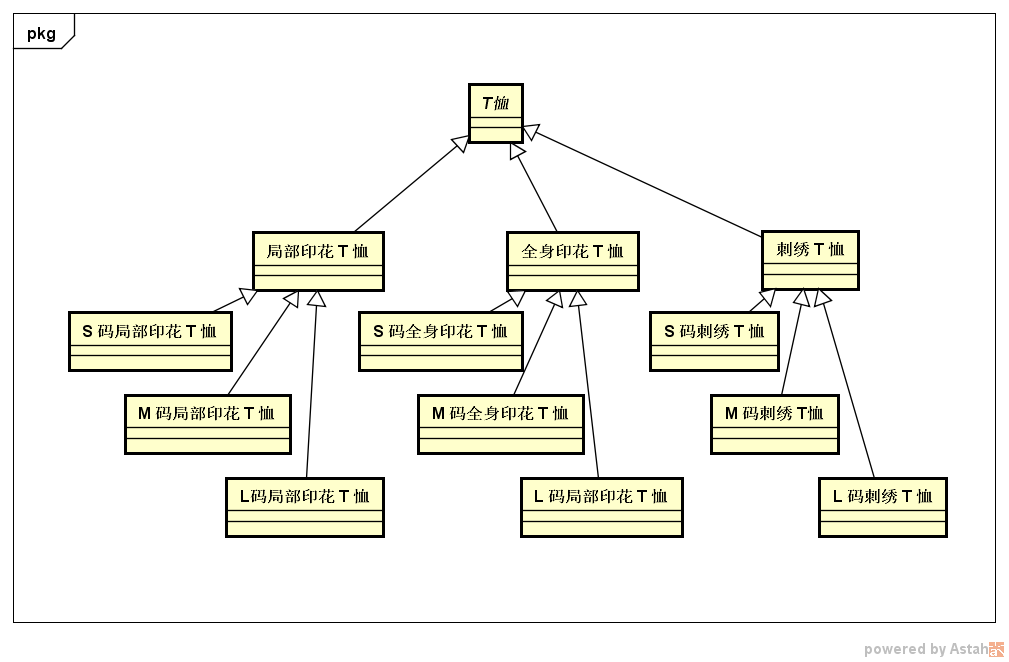 pkg
T恤
局部印花 T 恤
全身印花 T 恤
刺绣 T 恤
S 码局部印花 T 恤
S 码全身印花 T 恤
S 码刺绣 T 恤
M 码局部印花 T 恤
M 码全身印花 T 恤
M 码刺绣 T恤
L码局部印花 T 恤
L 码局部印花 T 恤
L 码刺绣 T 恤
powered by Astah